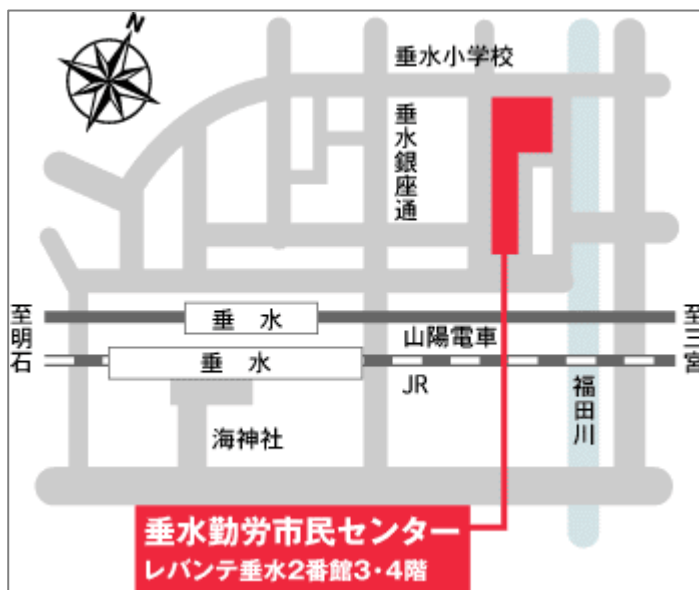 N
垂水小学校
垂水銀座通
至明石
垂水
山陽電車
至三宮
垂水
JR
福田川
海神社
垂水勤労市民センター
レバンテ垂水2番館3・4階